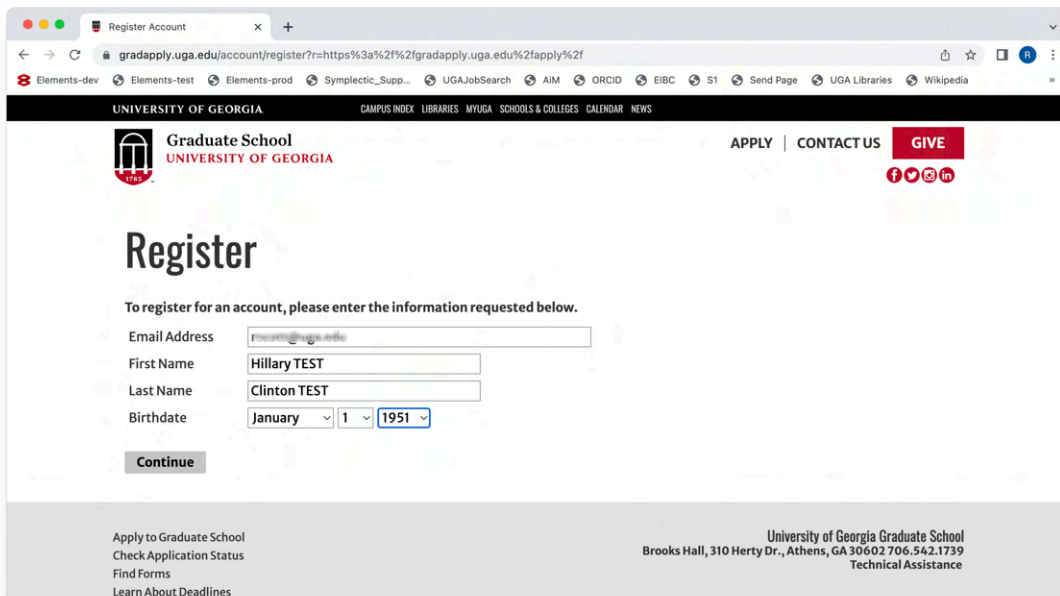 Register Account
gradapply.uga.edu/account/register?r=https%3a%2f%2fgradapply.uga.edu%2fapply%2f
R
Elements-dev Elements-test Elements-prod Symplectic_Supp... UGAJobSearch AiM ORCID EIBC S1 Send Page UGA Libraries Wikipedia »
UNIVERSITY OF GEORGIA CAMPUS INDEX LIBRARIES MYUGA SCHOOLS & COLLEGES CALENDAR NEWS
Graduate School
UNIVERSITY OF GEORGIA
1785
APPLY | CONTACT US GIVE
Register
To register for an account, please enter the information requested below.
Email Address
First Name Hillary TEST
Last Name Clinton TEST
Birthdate January 1 1951
Continue
Apply to Graduate School
Check Application Status
Find Forms
Learn About Deadlines
University of Georgia Graduate School
Brooks Hall, 310 Herty Dr., Athens, GA 30602 706.542.1739
Technical Assistance